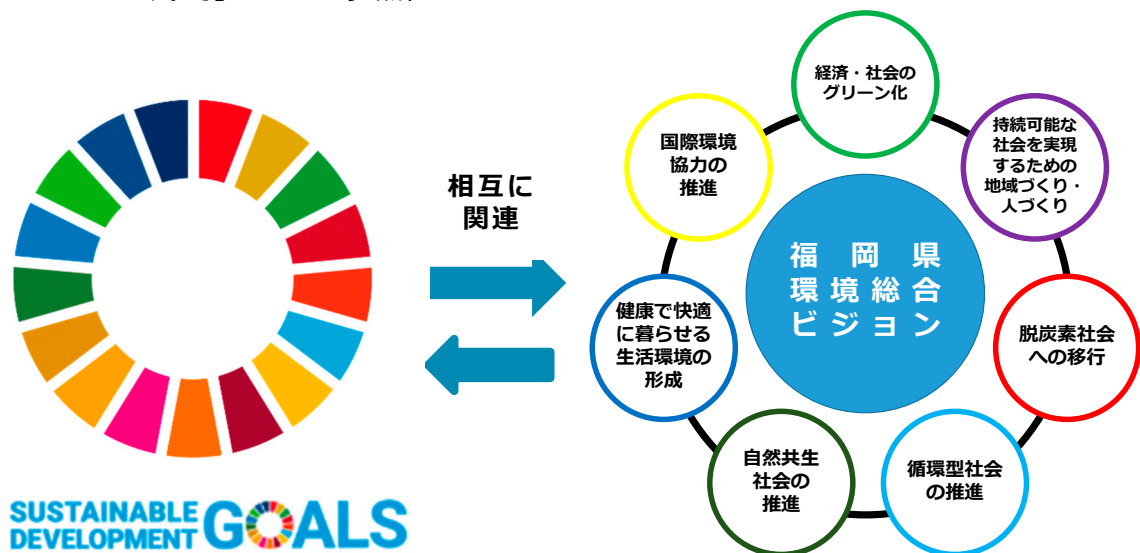 相互に
関連
SUSTAINABLE
DEVELOPMENT
GOALS
福岡県
環境総合
ビジョン
経済・社会の
グリーン化
持続可能な
社会を実現
するための
地域づくり・
人づくり
脱炭素社会
への移行
循環型社会
の推進
自然共生
社会の
推進
健康で快適
に暮らせる
生活環境の
形成
国際環境
協力の
推進